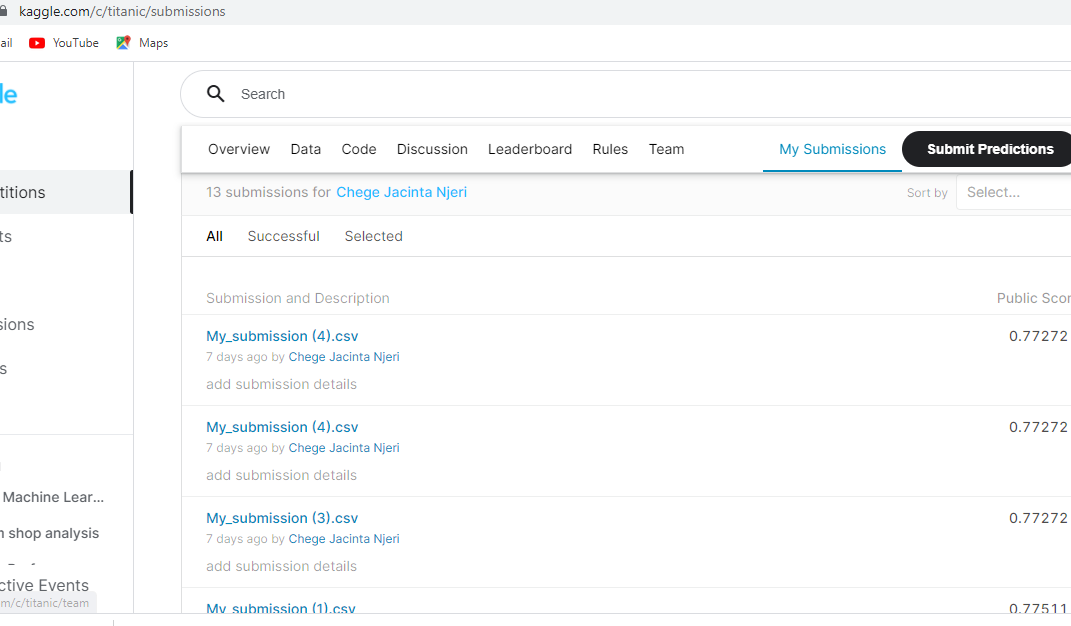 kaggle.com/c/titanic/submissions
ail YouTube Maps
le
Search
Overview Data Code Discussion Leaderboard Rules Team My Submissions Submit Predictions
titions
13 submissions for Chege Jacinta Njeri Sort by Select...
ts
All Successful Selected
Submission and Description Public Scor
sions
My_submission (4).csv 0.77272
7 days ago by Chege Jacinta Njeri
s
add submission details
My_submission (4).csv 0.77272
7 days ago by Chege Jacinta Njeri
add submission details
Machine Lear...
My_submission (3).csv 0.77272
n shop analysis
7 days ago by Chege Jacinta Njeri
add submission details
ctive Events
om/c/titanic/team
My_submission (1).csv 0.77511